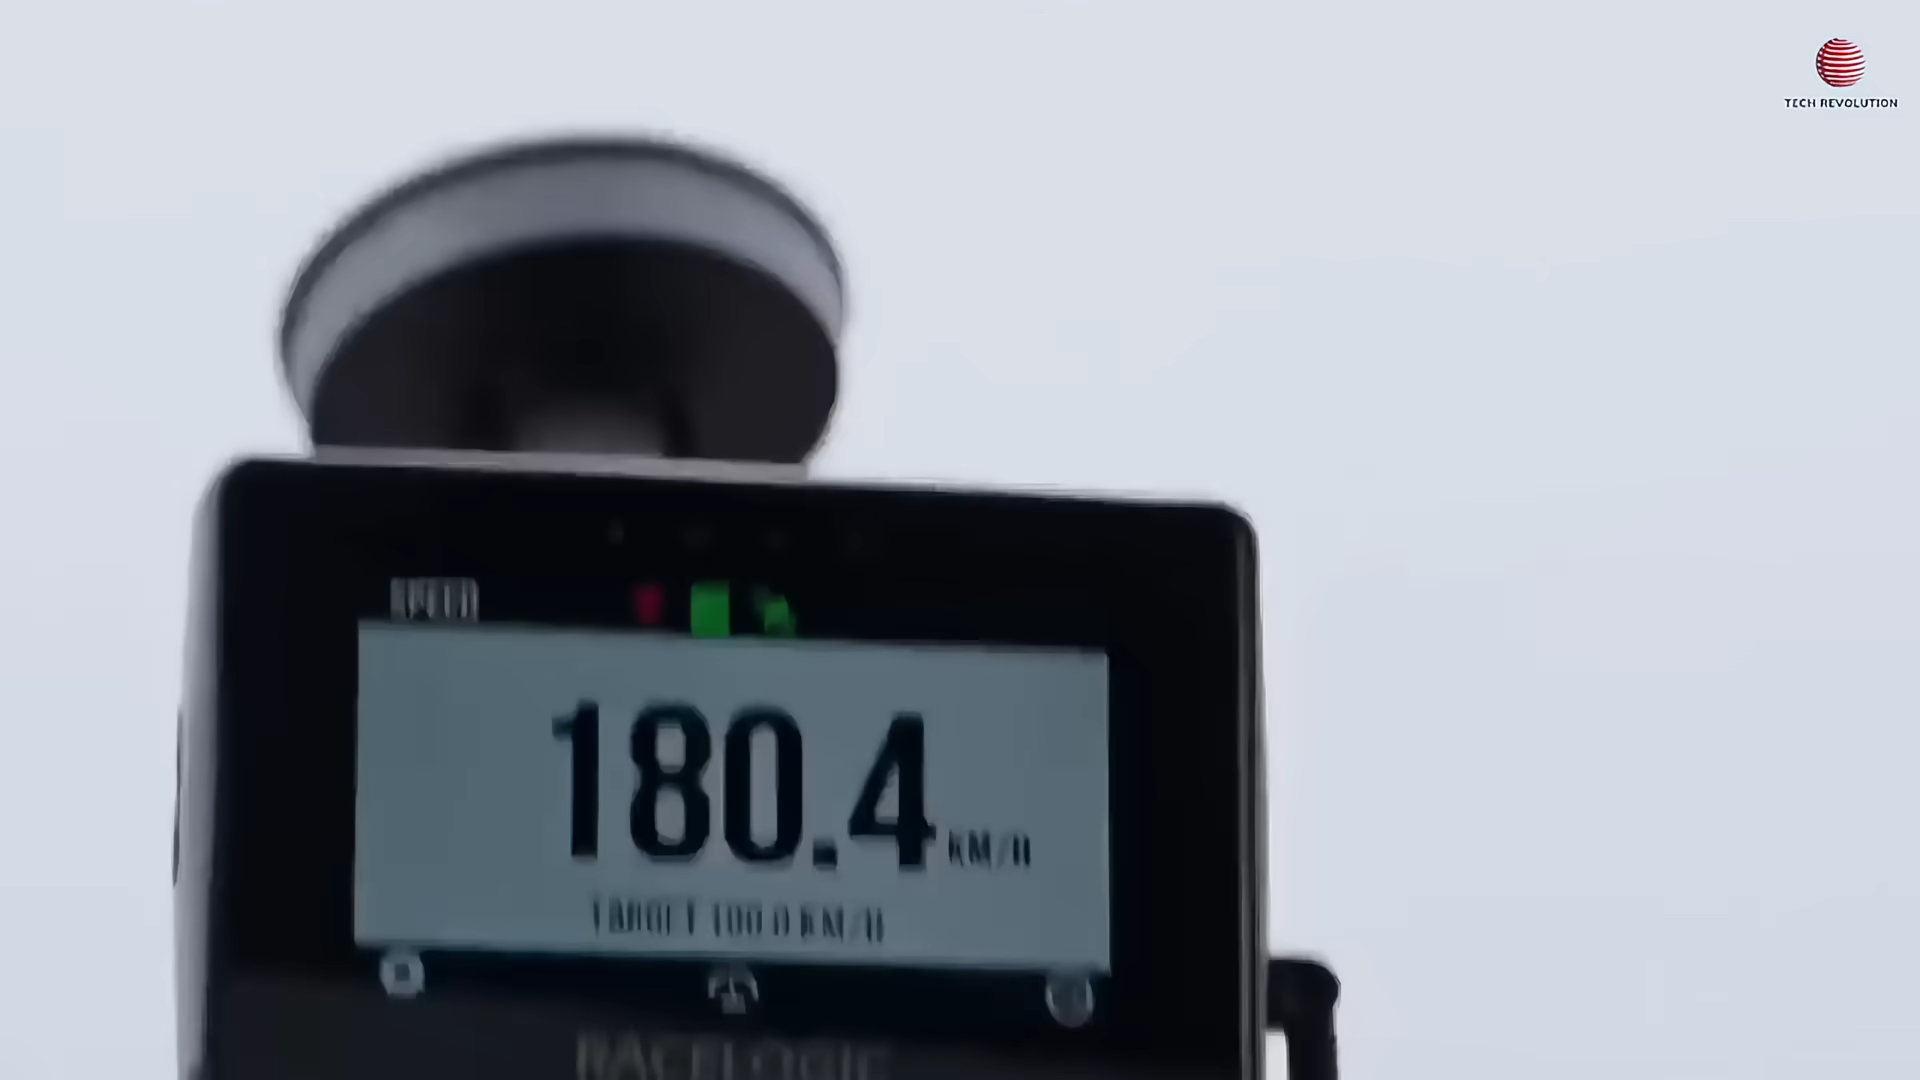 TECH REVOLUTION
SPEED
180.4 KM/H
TARGET 100.0 KM/H
RACELOGIC